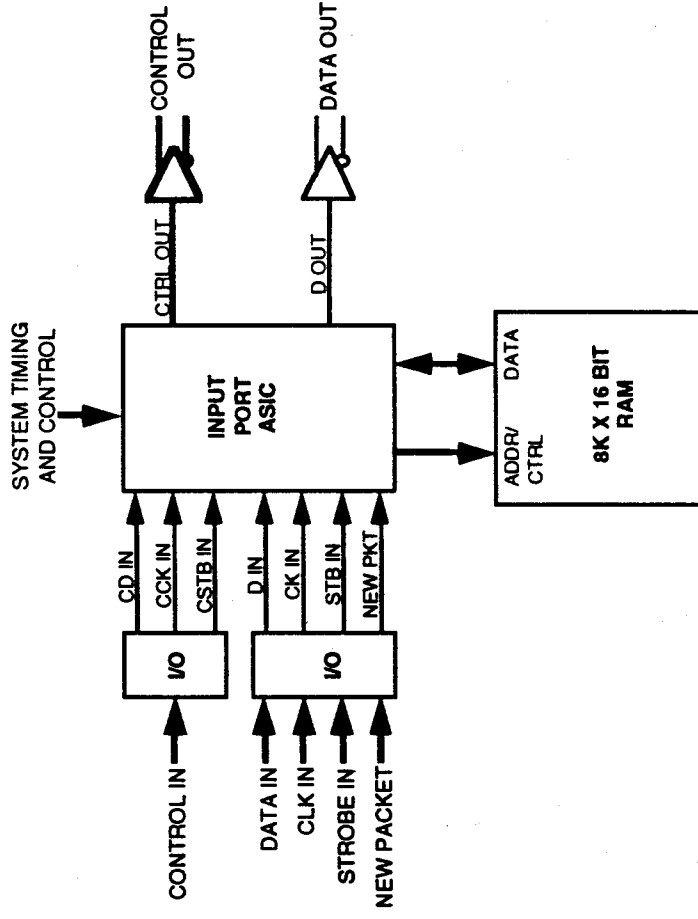 SYSTEM TIMING
AND CONTROL
CONTROL IN
I/O
CD IN
CCK IN
CSTB IN
DATA IN
CLK IN
STROBE IN
NEW PACKET
I/O
D IN
CK IN
STB IN
NEW PKT
INPUT
PORT
ASIC
CTRL OUT
CONTROL
OUT
D OUT
DATA OUT
ADDR/
CTRL
DATA
8K X 16 BIT
RAM